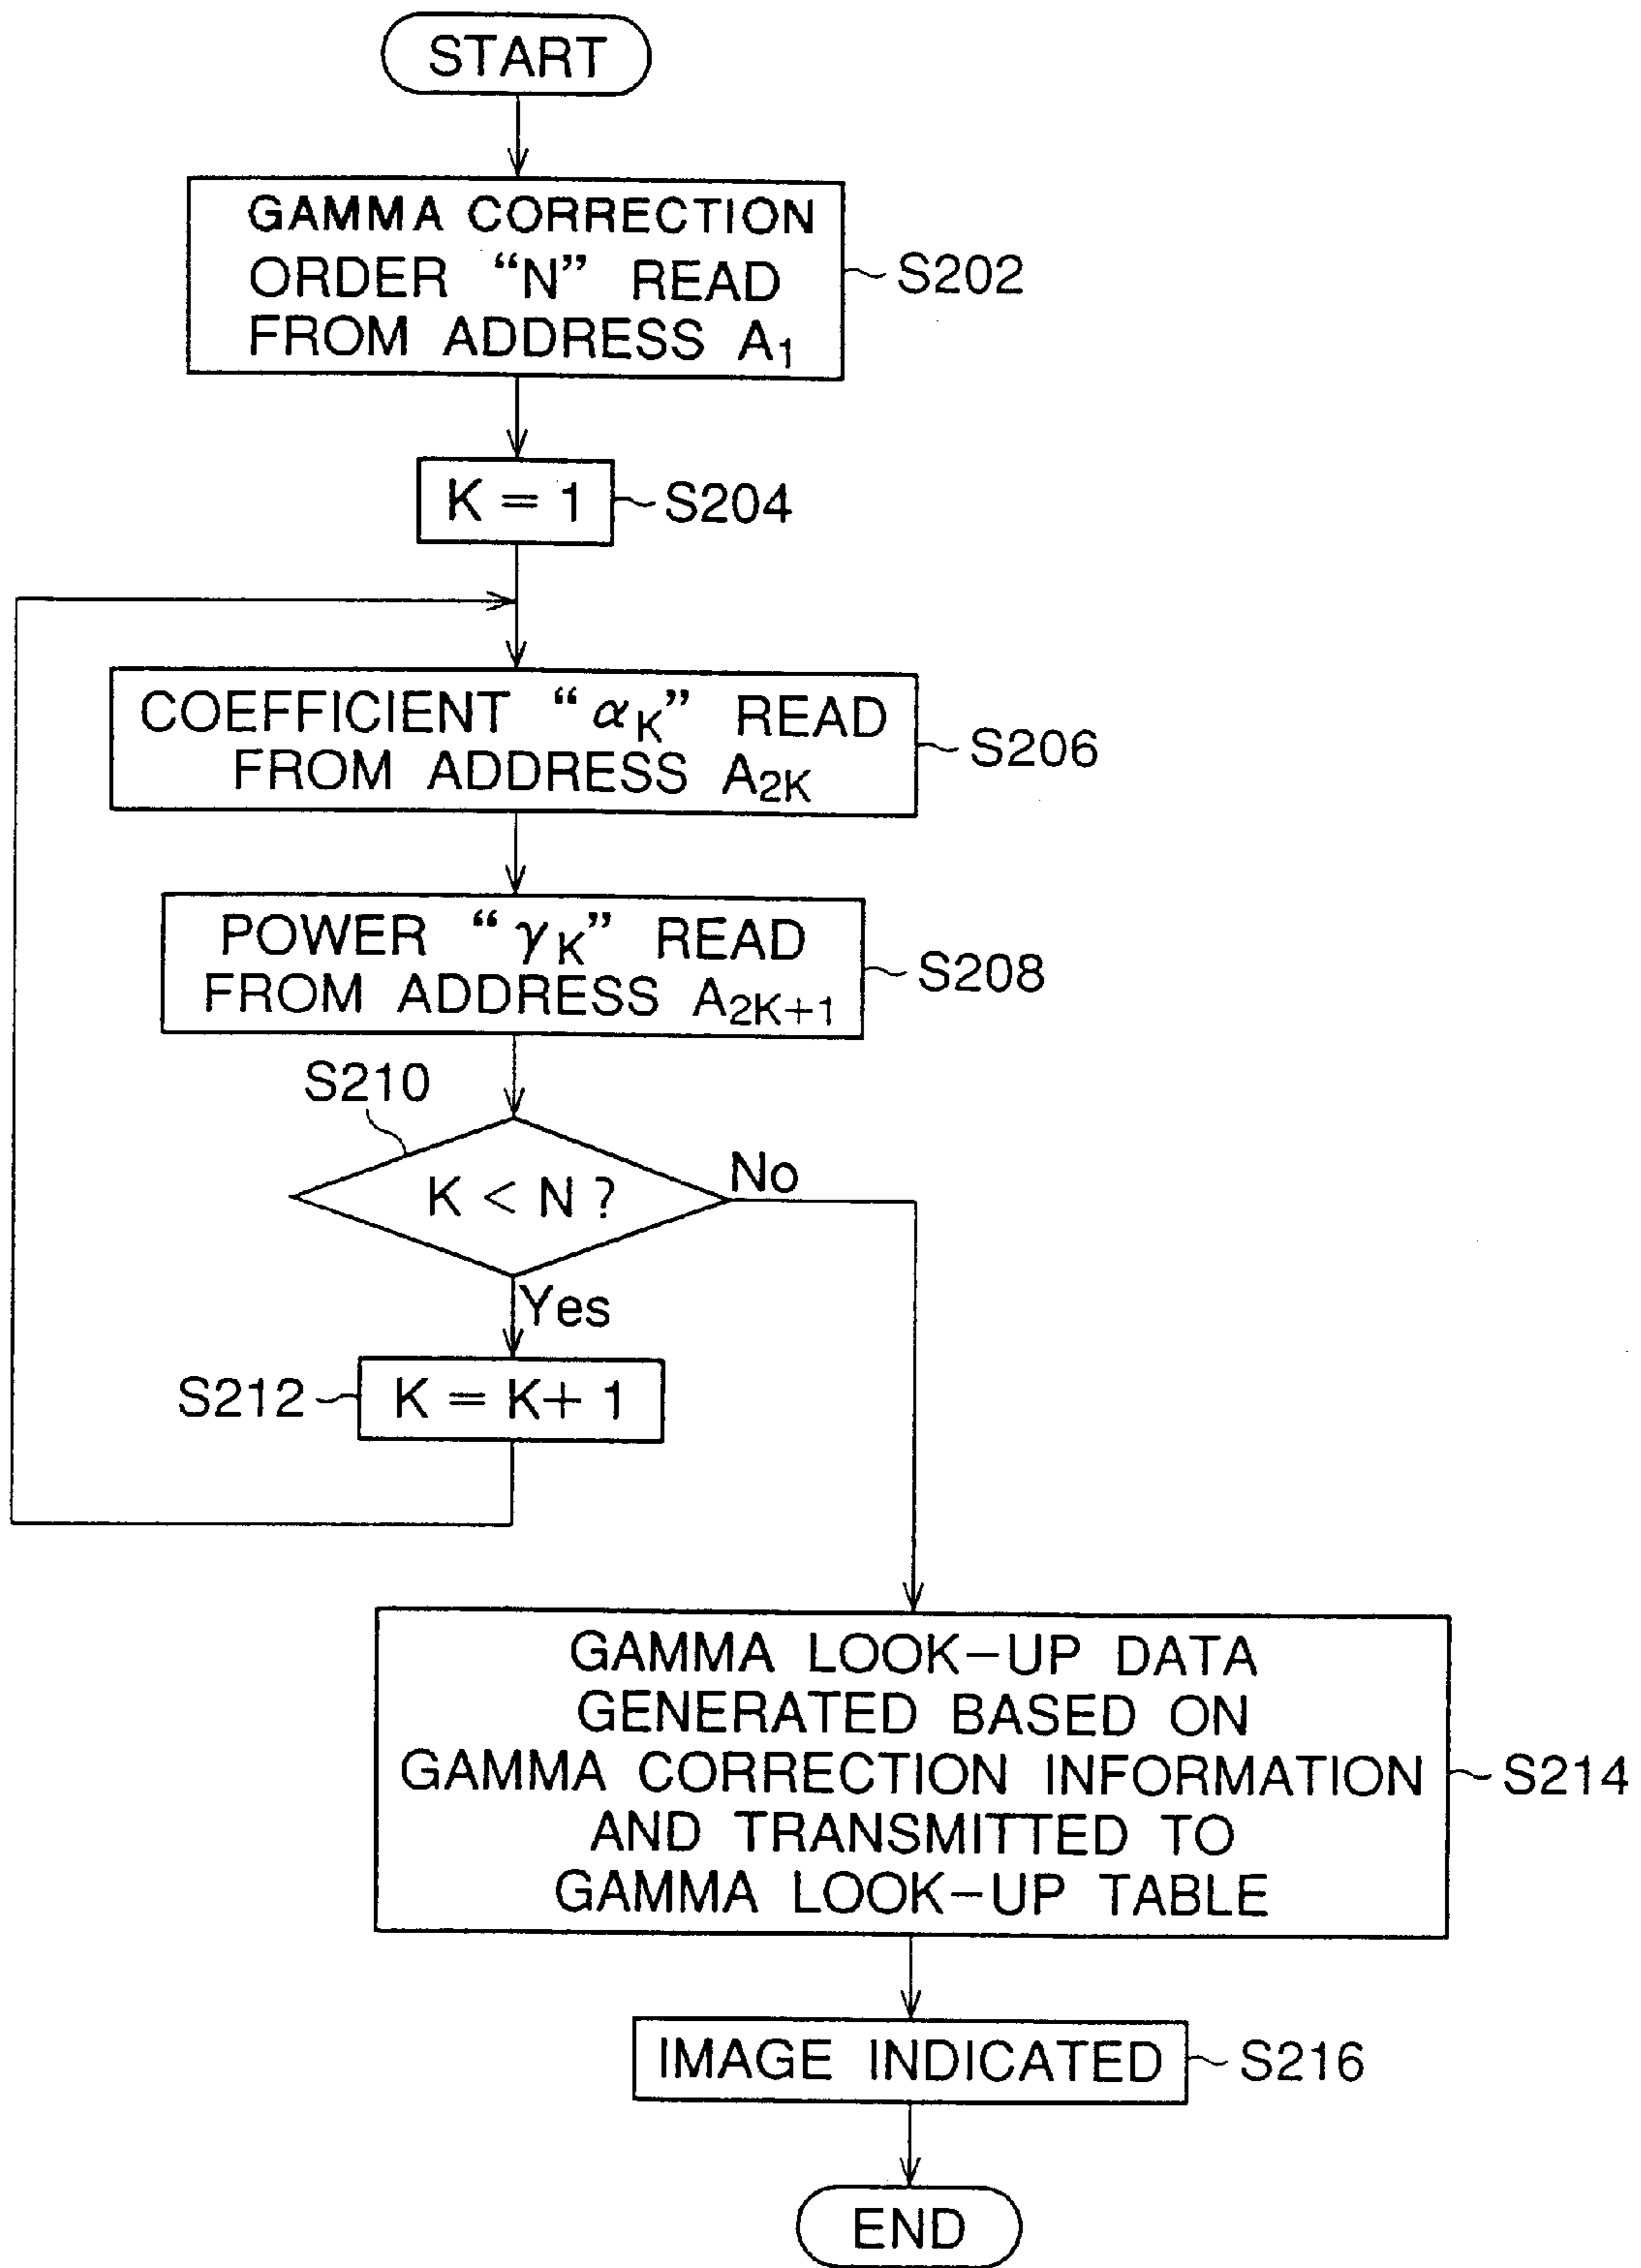 START
GAMMA CORRECTION
ORDER “N” READ
FROM ADDRESS A₁
S202
K = 1
S204
COEFFICIENT “αK” READ
FROM ADDRESS A2K
S206
POWER “γK” READ
FROM ADDRESS A2K+1
S208
S210
K < N ?
No
Yes
S212
K = K+ 1
GAMMA LOOK-UP DATA
GENERATED BASED ON
GAMMA CORRECTION INFORMATION
AND TRANSMITTED TO
GAMMA LOOK-UP TABLE
S214
IMAGE INDICATED
S216
END